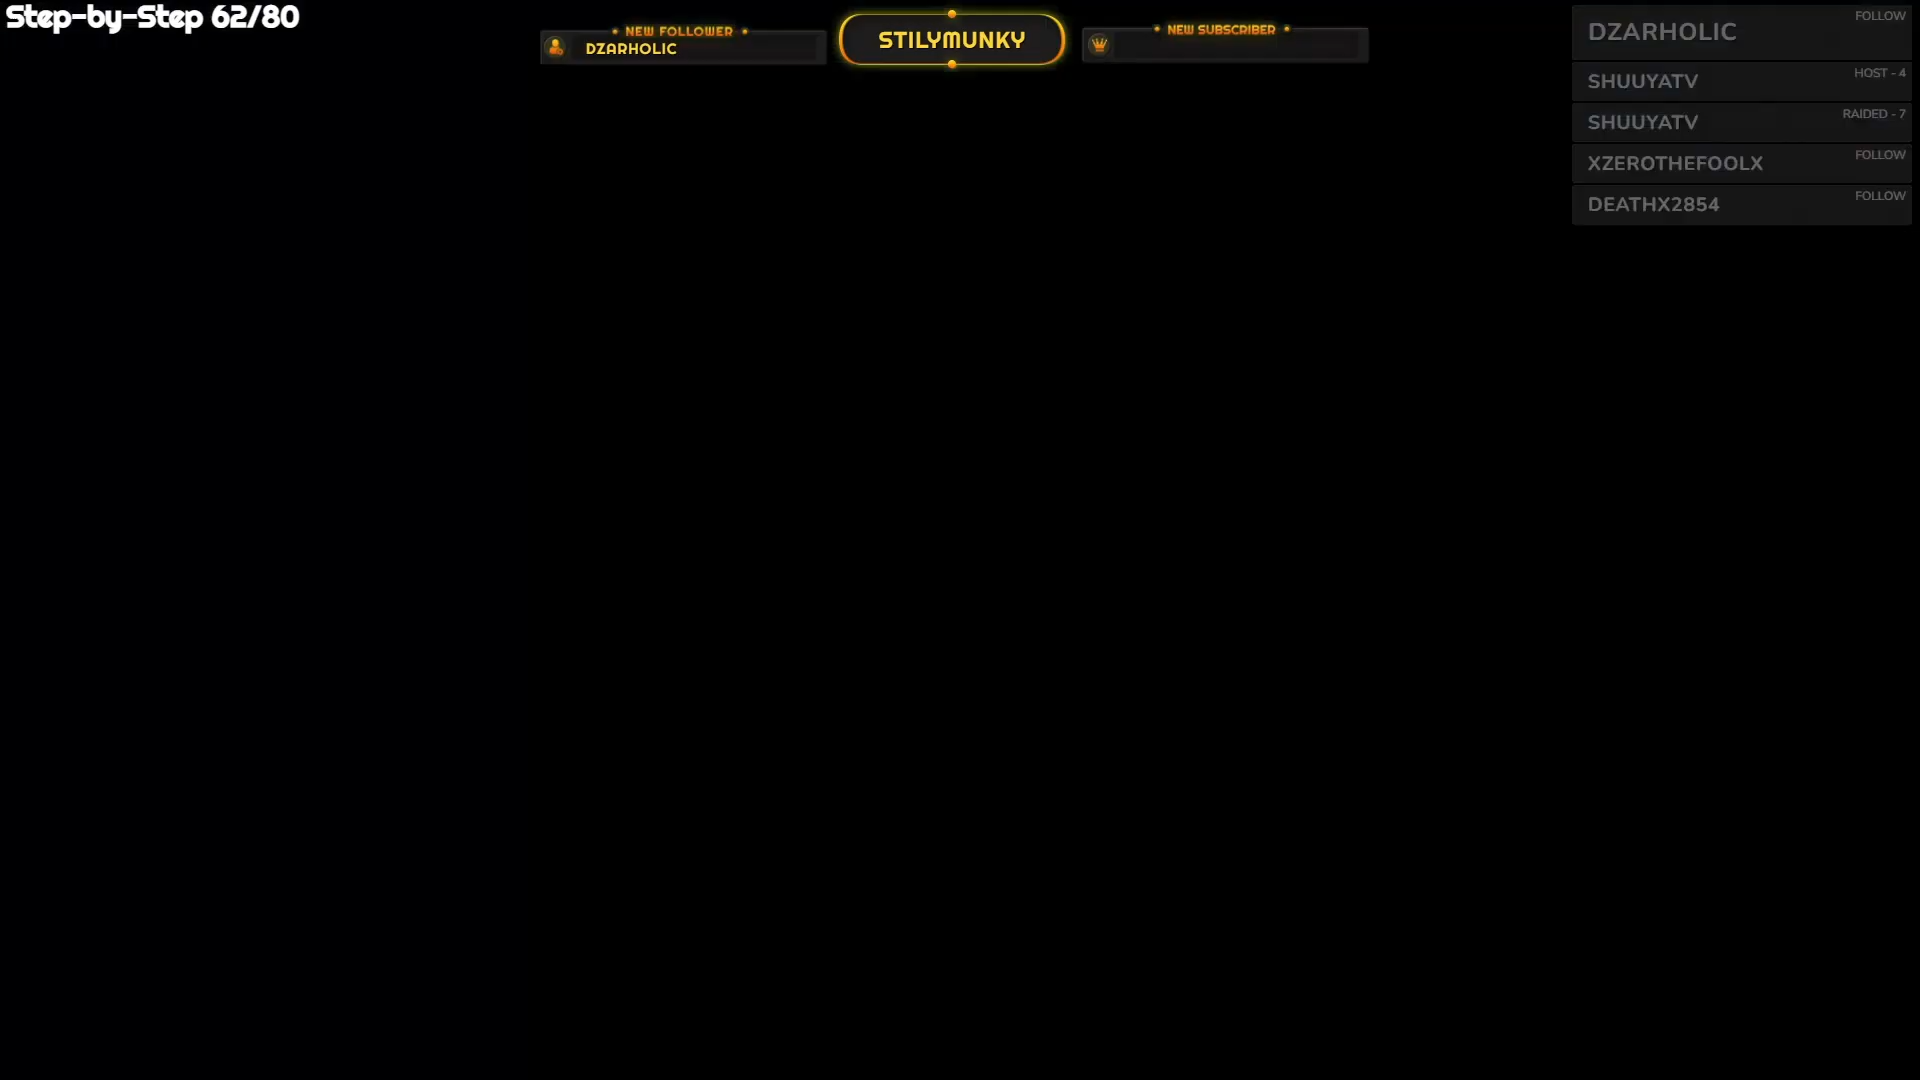 Step-by-Step 62/80
NEW FOLLOWER
DZARHOLIC
STILYMUNKY
NEW SUBSCRIBER
DZARHOLIC FOLLOW
SHUUYATV HOST - 4
SHUUYATV RAIDED - 7
XZEROTHEFOOLX FOLLOW
DEATHX2854 FOLLOW